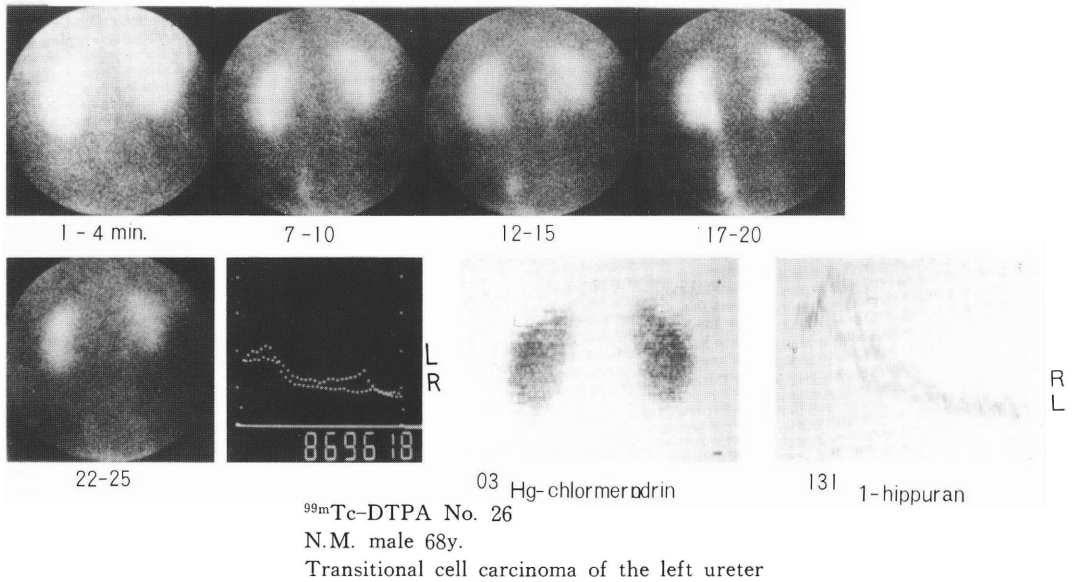 1 - 4 min.
7 - 10
12-15
17-20
L
R
869618
R
L
22-25
03 Hg-chlormerodrin
131 1-hippuran
99mTc-DTPA No. 26
N.M. male 68y.
Transitional cell carcinoma of the left ureter